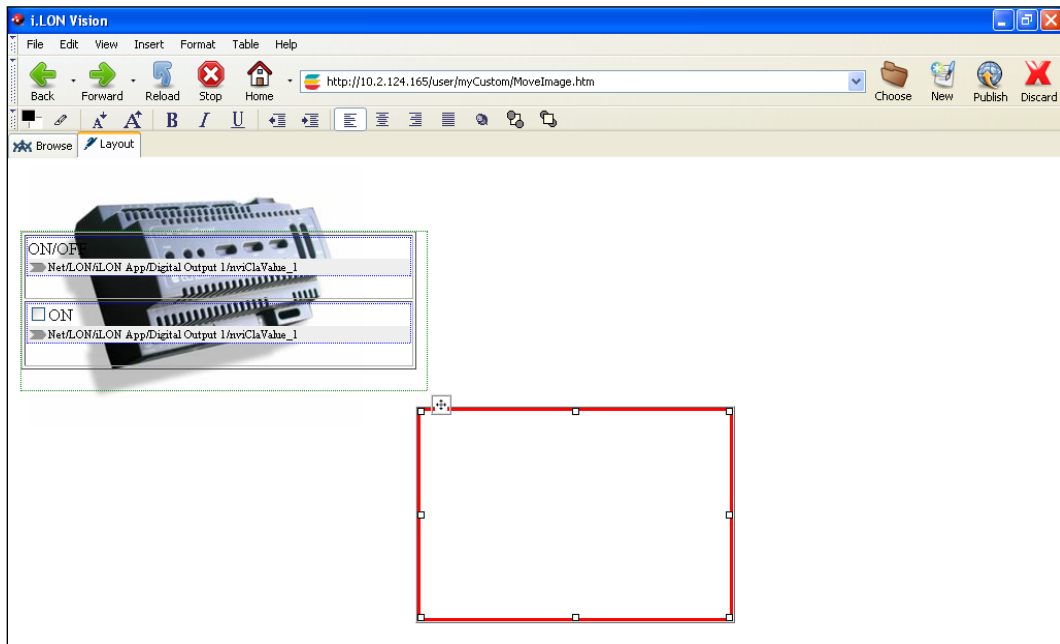 i.LON Vision
File Edit View Insert Format Table Help
Back Forward Reload Stop Home http://10.2.124.165/user/myCustom/MoveImage.htm Choose New Publish Discard
A A B I U
Browse Layout
ON/OFF
Net/LON/iLON App/Digital Output 1/nviClaValue_1
ON
Net/LON/iLON App/Digital Output 1/nviClaValue_1